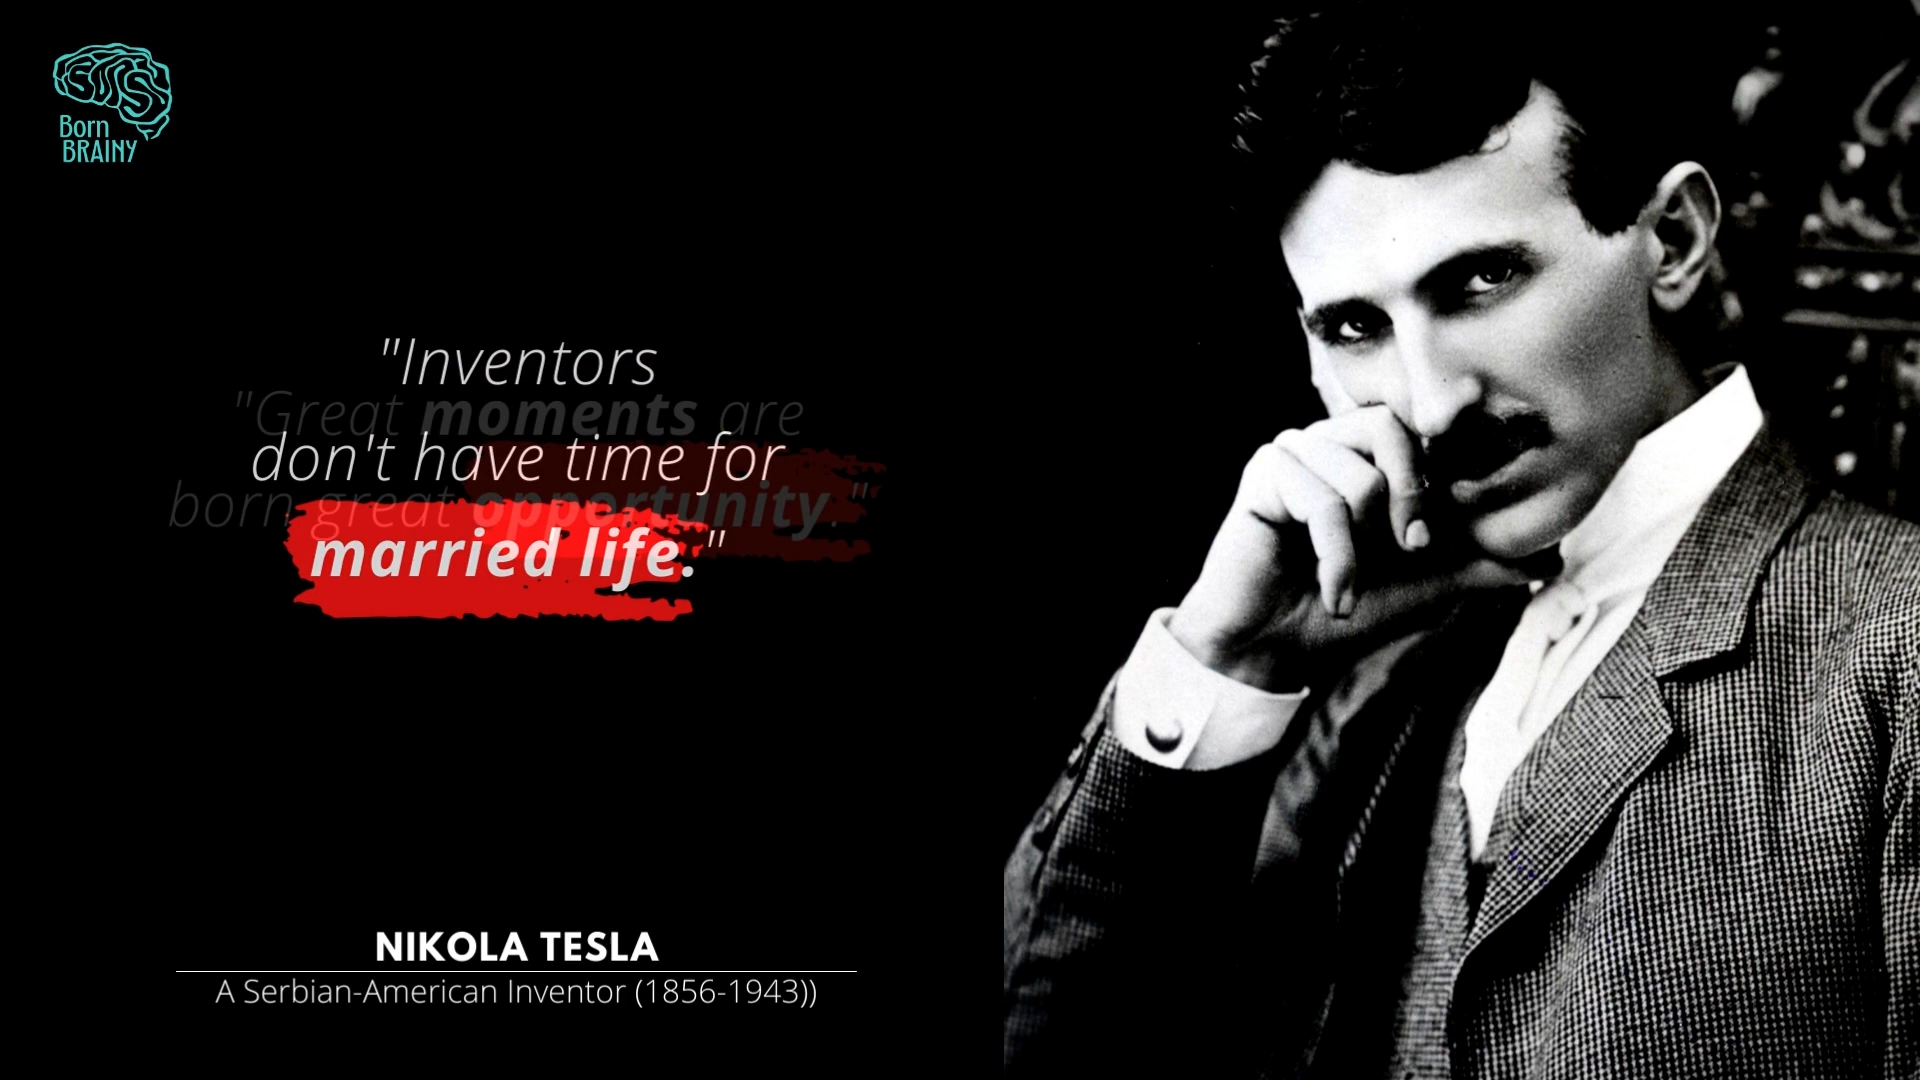 Born
BRAINY
"Inventors
"Great moments are
don't have time for
born great opportunity."
married life."
NIKOLA TESLA
A Serbian-American Inventor (1856-1943))